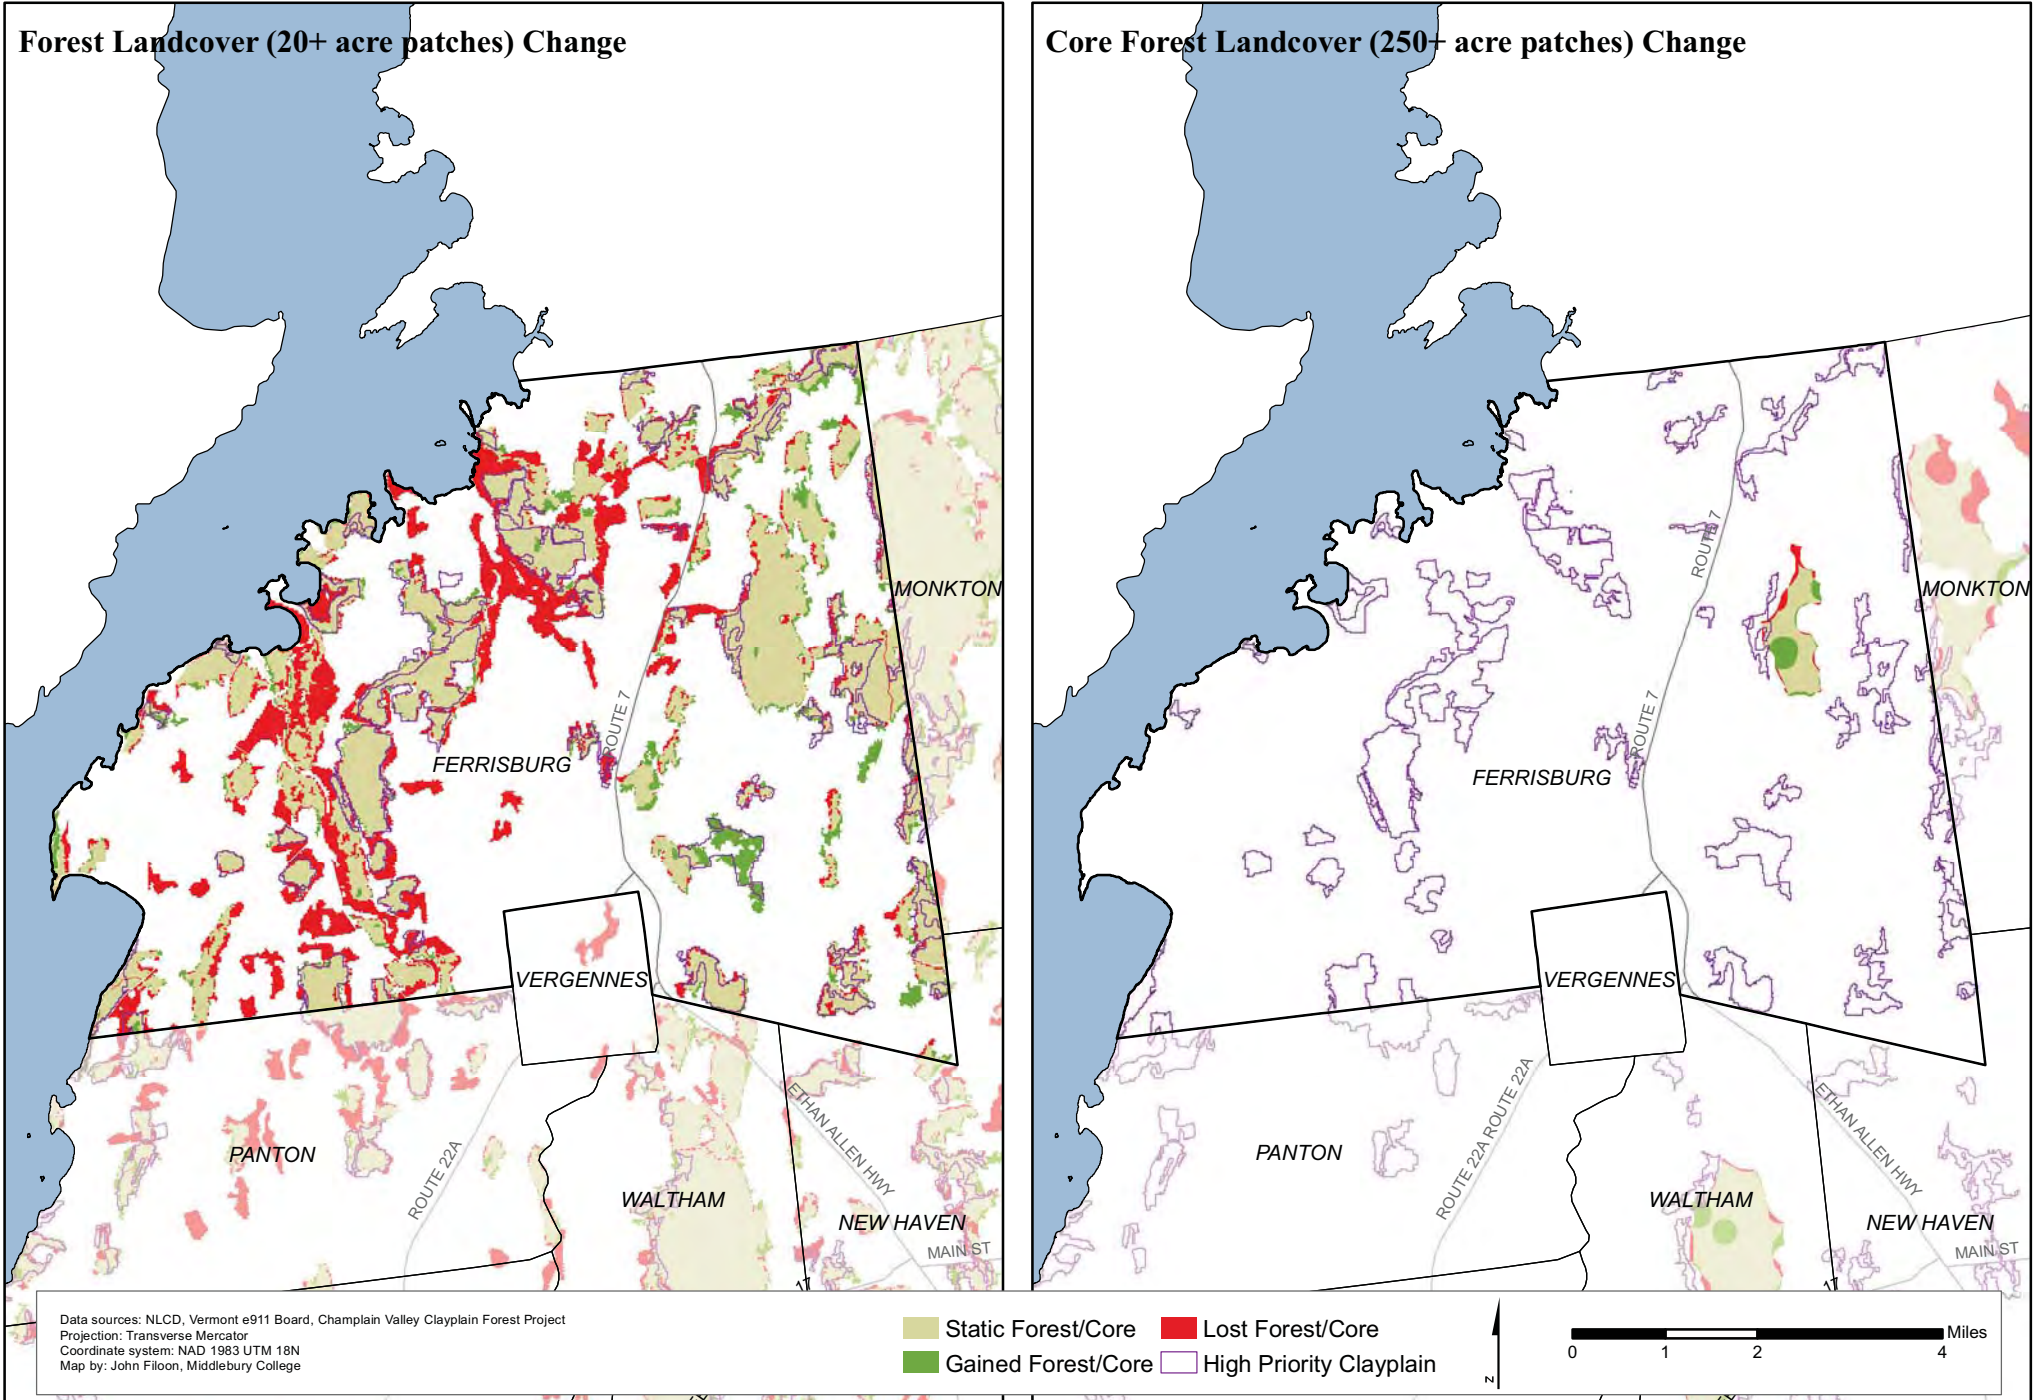 Forest Landcover (20+ acre patches) Change
MONKTON
ROUTE 7
FERRISBURG
VERGENNES
PANTON
ROUTE 22A
ETHAN ALLEN HWY
WALTHAM
NEW HAVEN
MAIN ST
17
Core Forest Landcover (250+ acre patches) Change
ROUTE 7
MONKTON
ROUTE 7
FERRISBURG
VERGENNES
PANTON
ROUTE 22A ROUTE 22A
ETHAN ALLEN HWY
WALTHAM
NEW HAVEN
MAIN ST
17
Data sources: NLCD, Vermont e911 Board, Champlain Valley Clayplain Forest Project
Projection: Transverse Mercator
Coordinate system: NAD 1983 UTM 18N
Map by: John Filoon, Middlebury College
Static Forest/Core
Lost Forest/Core
Gained Forest/Core
High Priority Clayplain
N
Miles
0 1 2 4